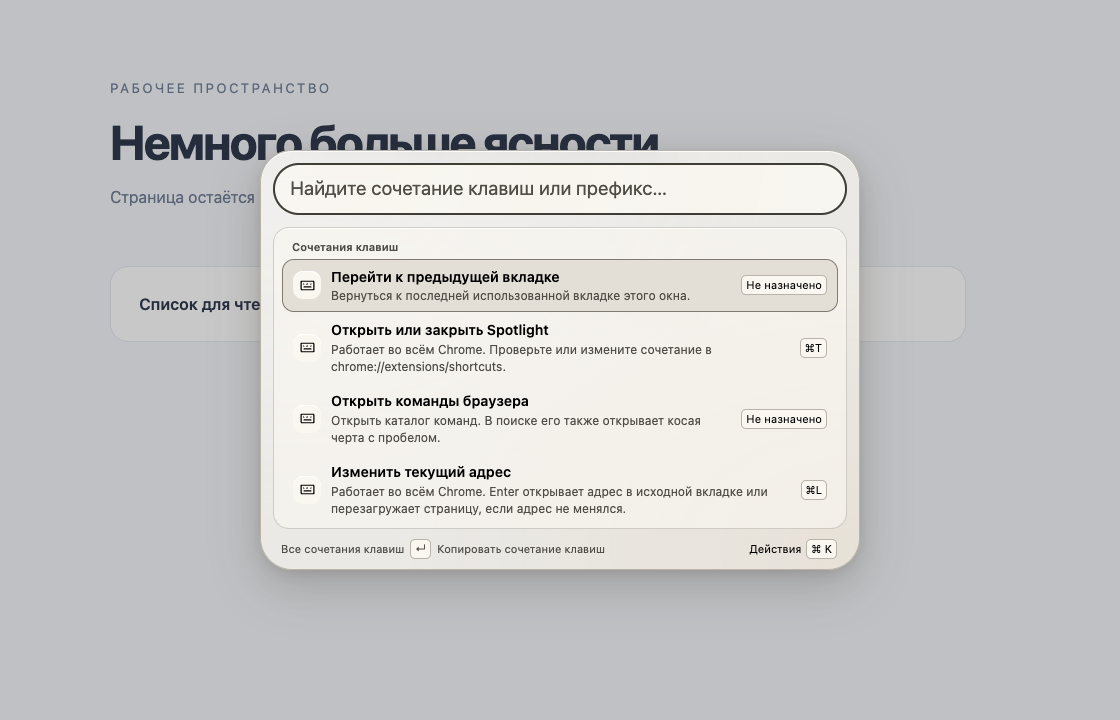 РАБОЧЕЕ ПРОСТРАНСТВО
Немного больше ясности
Страница остаётся
Список для чте
Найдите сочетание клавиш или префикс...
Сочетания клавиш
Перейти к предыдущей вкладке
Вернуться к последней использованной вкладке этого окна.
Не назначено
Открыть или закрыть Spotlight
Работает во всём Chrome. Проверьте или измените сочетание в
chrome://extensions/shortcuts.
⌘T
Открыть команды браузера
Открыть каталог команд. В поиске его также открывает косая
черта с пробелом.
Не назначено
Изменить текущий адрес
Работает во всём Chrome. Enter открывает адрес в исходной вкладке или
перезагружает страницу, если адрес не менялся.
⌘L
Все сочетания клавиш ↵ Копировать сочетание клавиш
Действия ⌘ K